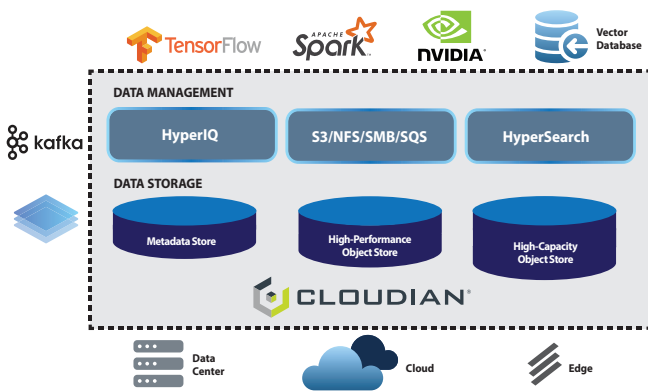 TensorFlow
APACHE
Spark
NVIDIA
Vector
Database
DATA MANAGEMENT
kafka
HyperIQ
S3/NFS/SMB/SQS
HyperSearch
DATA STORAGE
Metadata Store
High-Performance
Object Store
High-Capacity
Object Store
CLOUDIAN®
Data
Center
Cloud
Edge